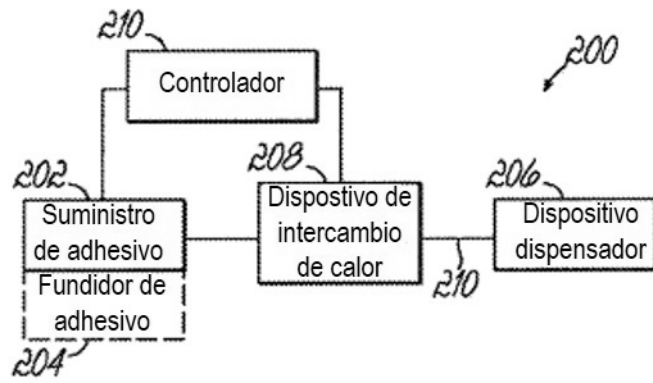 210
Controlador
200
202
Suministro
de adhesivo
Fundidor de
adhesivo
204
208
Dispostivo de
intercambio
de calor
210
206
Dispositivo
dispensador